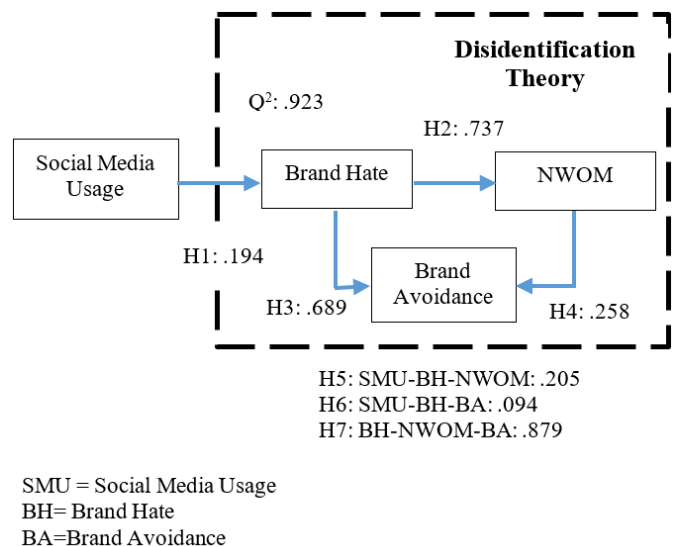 Disidentification
Theory
Q²: .923
H2: .737
Social Media
Usage
Brand Hate
NWOM
H1: .194
Brand
Avoidance
H3: .689
H4: .258
H5: SMU-BH-NWOM: .205
H6: SMU-BH-BA: .094
H7: BH-NWOM-BA: .879
SMU = Social Media Usage
BH= Brand Hate
BA=Brand Avoidance